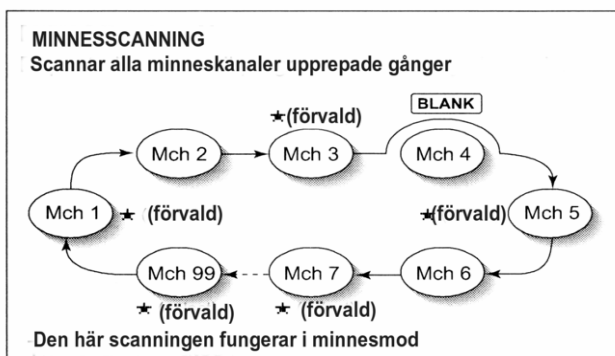 MINNESSCANNING
Scannar alla minneskanaler upprepade gånger
BLANK
★(förvald)
Mch 2
Mch 3
Mch 4
Mch 1
★ (förvald)
★(förvald)
Mch 5
Mch 99
Mch 7
Mch 6
★ (förvald)
★ (förvald)
Den här scanningen fungerar i minnesmod